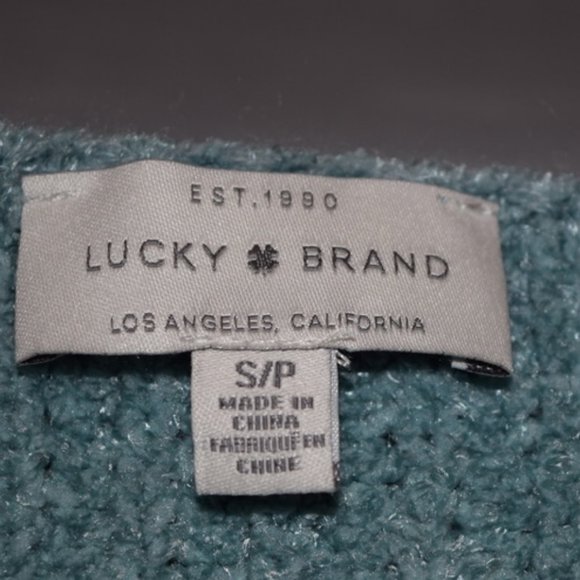 EST. 1990
LUCKY BRAND
LOS ANGELES, CALIFORNIA
S/P
MADE IN
CHINA
FABRIQUÉ EN
CHINE